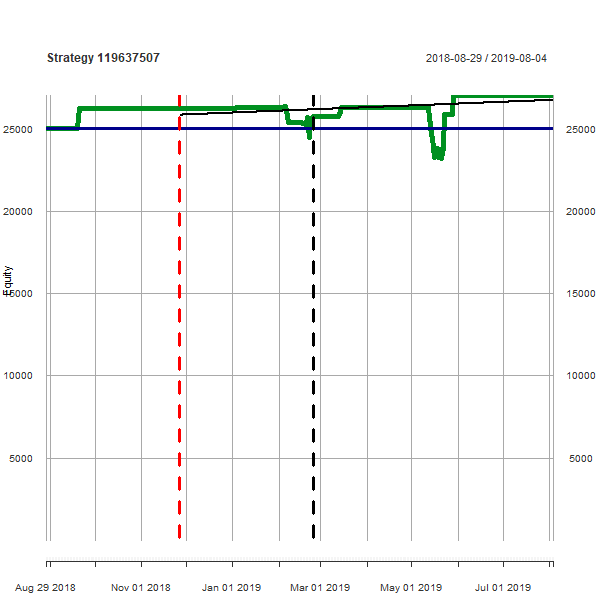 Strategy 119637507
2018-08-29 / 2019-08-04
25000
25000
20000
20000
Equity
15000
15000
10000
10000
5000
5000
Aug 29 2018
Nov 01 2018
Jan 01 2019
Mar 01 2019
May 01 2019
Jul 01 2019